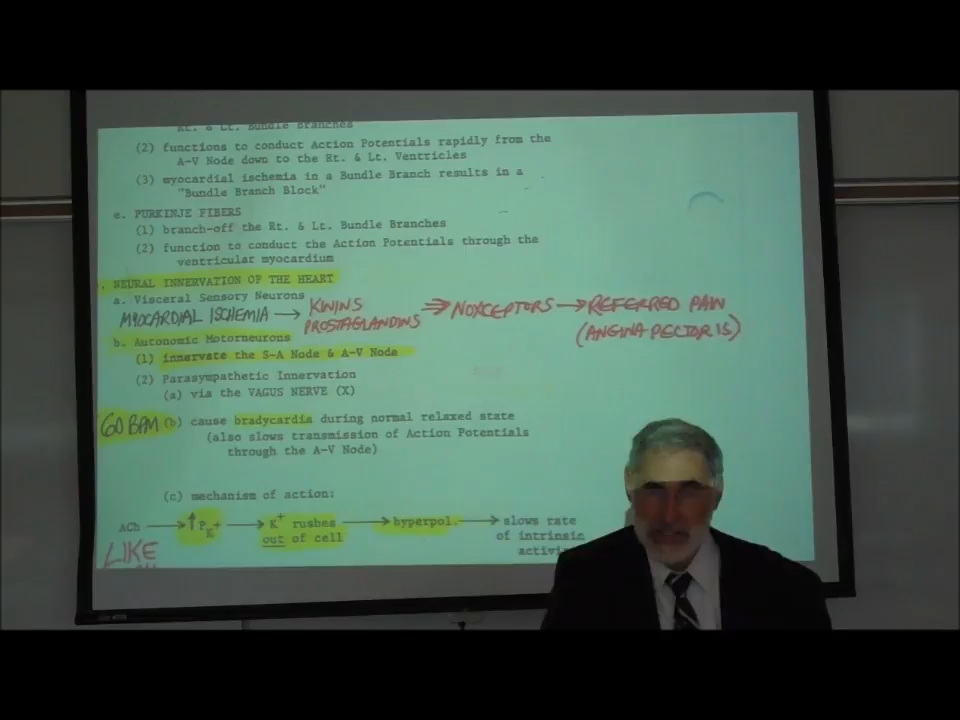 Rt. & Lt. Bundle Branches
(2) functions to conduct Action Potentials rapidly from the
A-V Node down to the Rt. & Lt. Ventricles
(3) myocardial ischemia in a Bundle Branch results in a
"Bundle Branch Block"
e. PURKINJE FIBERS
(1) branch-off the Rt. & Lt. Bundle Branches
(2) function to conduct the Action Potentials through the
ventricular myocardium
. NEURAL INNERVATION OF THE HEART
a. Visceral Sensory Neurons
MYOCARDIAL ISCHEMIA → KININS PROSTAGLANDINS ⇒ NOXCEPTORS → REFERRED PAIN
(ANGINA PECTORIS)
b. Autonomic Motorneurons
(1) innervate the S-A Node & A-V Node
(2) Parasympathetic Innervation
(a) via the VAGUS NERVE (X)
60 BPM (b) cause bradycardia during normal relaxed state
(also slows transmission of Action Potentials
through the A-V Node)
(c) mechanism of action:
ACh → ↑PK+ → K+ rushes → hyperpol. → slows rate
out of cell of intrinsic
activi
LIKE